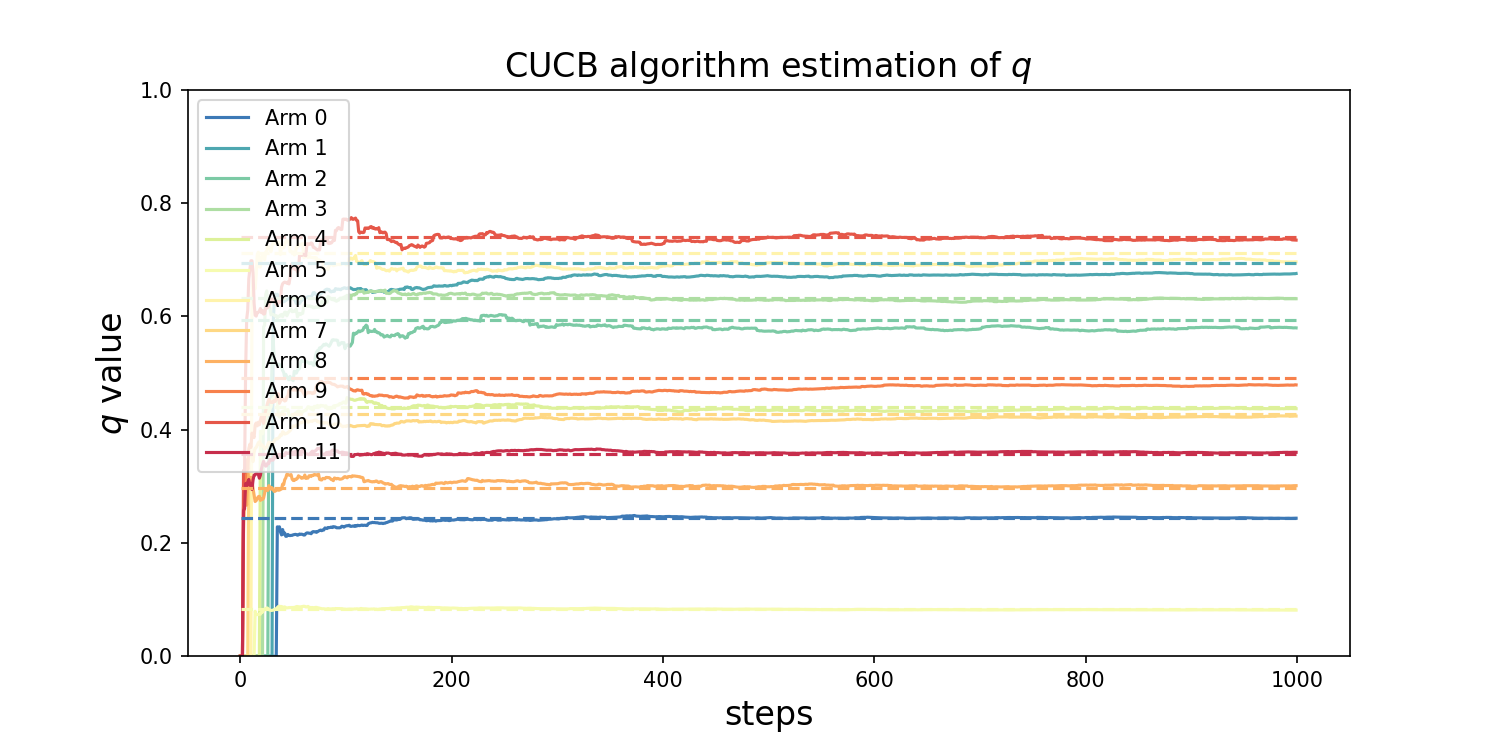 CUCB algorithm estimation of q
1.0
0.8
0.6
0.4
0.2
0.0
q value
Arm 0
Arm 1
Arm 2
Arm 3
Arm 4
Arm 5
Arm 6
Arm 7
Arm 8
Arm 9
Arm 10
Arm 11
0 200 400 600 800 1000
steps